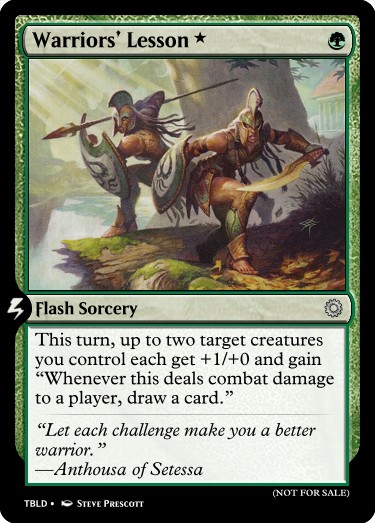 Warriors' Lesson ★
Flash Sorcery
This turn, up to two target creatures
you control each get +1/+0 and gain
“Whenever this deals combat damage
to a player, draw a card.”
“Let each challenge make you a better
warrior.”
—Anthousa of Setessa
(NOT FOR SALE)
TBLD • Steve Prescott